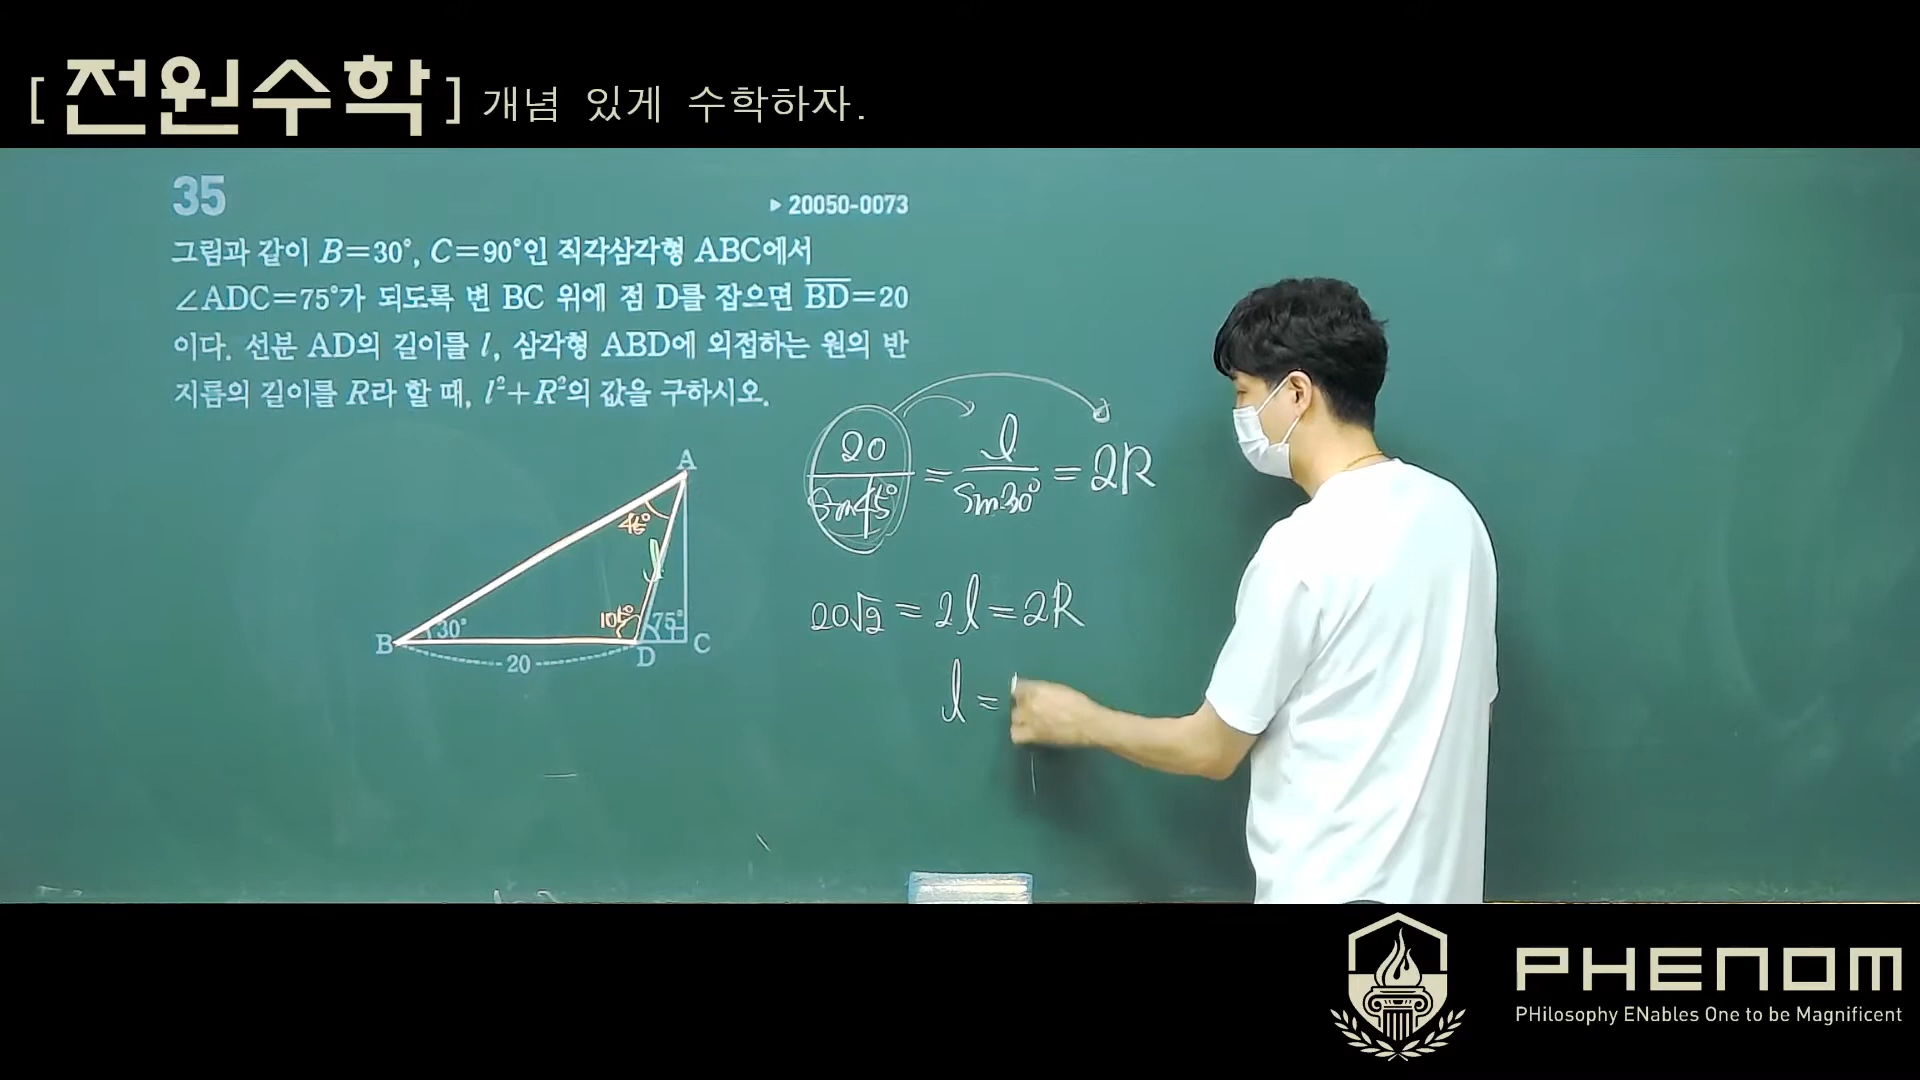 [전원수학] 개념 있게 수학하자.
35
▶ 20050-0073
그림과 같이 B=30°, C=90°인 직각삼각형 ABC에서
∠ADC=75°가 되도록 변 BC 위에 점 D를 잡으면 BD=20
이다. 선분 AD의 길이를 l, 삼각형 ABD에 외접하는 원의 반
지름의 길이를 R라 할 때, l²+R²의 값을 구하시오.
20/sin45° = l/sin30° = 2R
A
45°
l
20√2 = 2l = 2R
105°
75°
30°
B
D
C
20
l =
PHENOM
PHilosophy ENables One to be Magnificent